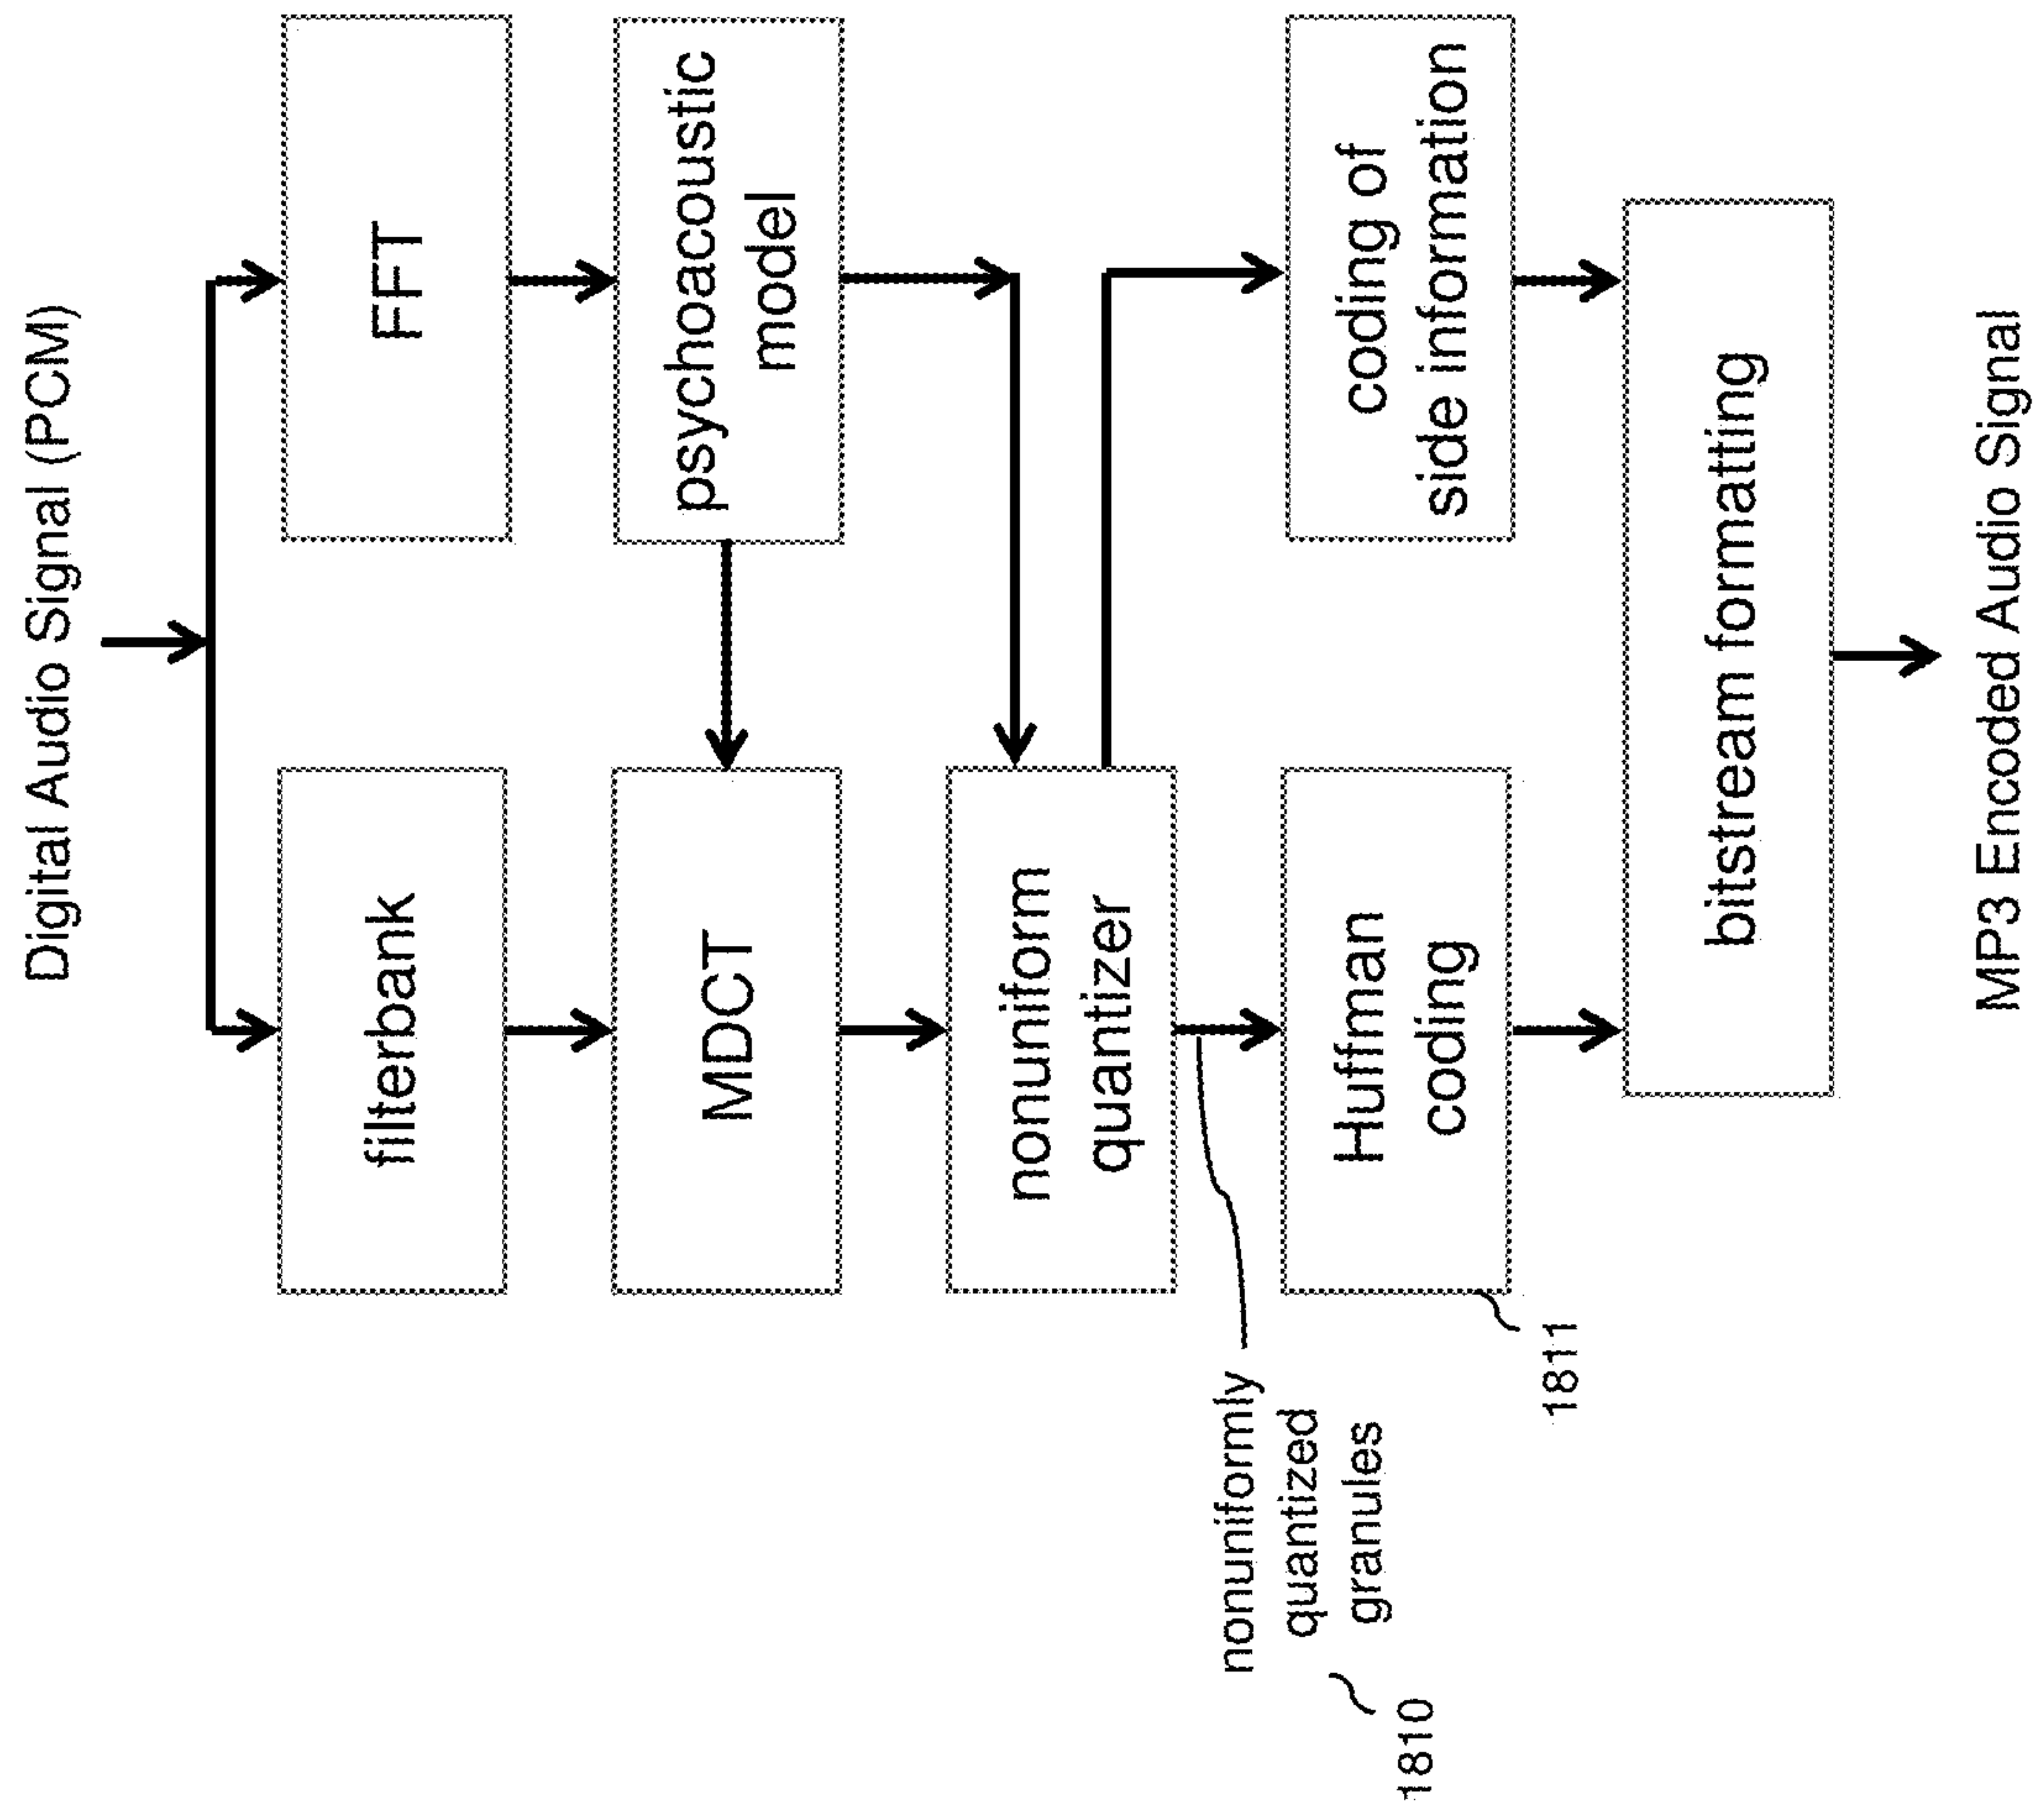 Digital Audio Signal (PCM)
filterbank
FFT
MDCT
psychoacoustic
model
nonuniform
quantizer
nonuniformly
quantized
granules
1810
Huffman
coding
1811
coding of
side information
bitstream formatting
MP3 Encoded Audio Signal